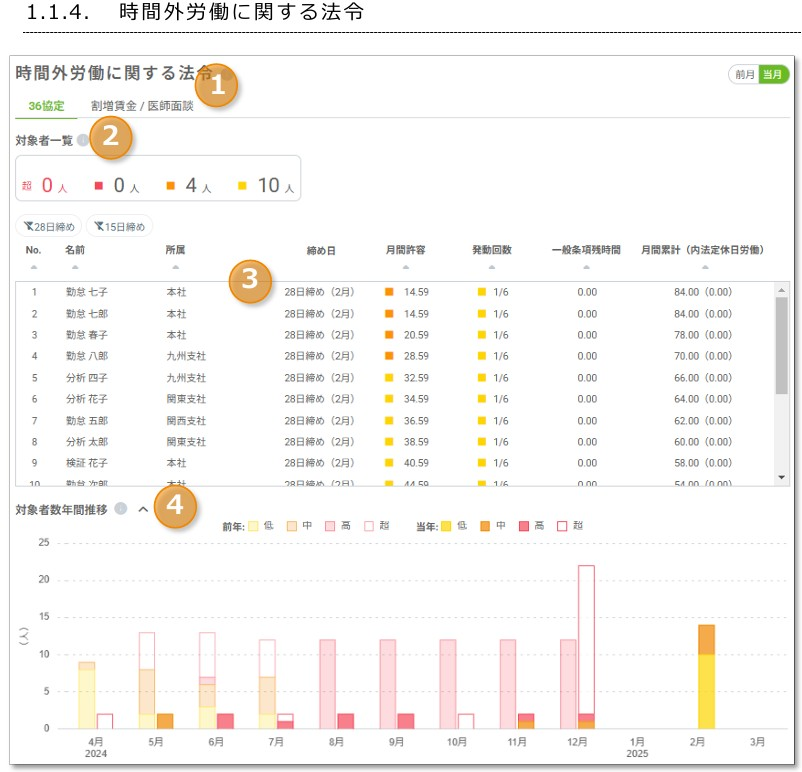 1.1.4. 時間外労働に関する法令
時間外労働に関する法令
1
前月 当月
36協定 割増賃金 / 医師面談
2
対象者一覧
超 0 人 0 人 4 人 10 人
28日締め 15日締め
No. 名前 所属 締め日 月間許容 発動回数 一般条項残時間 月間累計（内法定休日労働）
3
1 勤怠 七子 本社 28日締め（2月） 14.59 1/6 0.00 84.00（0.00）
2 勤怠 七郎 本社 28日締め（2月） 14.59 1/6 0.00 84.00（0.00）
3 勤怠 春子 本社 28日締め（2月） 20.59 1/6 0.00 78.00（0.00）
4 勤怠 八郎 九州支社 28日締め（2月） 28.59 1/6 0.00 70.00（0.00）
5 分析 四子 九州支社 28日締め（2月） 32.59 1/6 0.00 66.00（0.00）
6 分析 花子 関東支社 28日締め（2月） 34.59 1/6 0.00 64.00（0.00）
7 勤怠 五郎 関西支社 28日締め（2月） 36.59 1/6 0.00 62.00（0.00）
8 分析 太郎 関東支社 28日締め（2月） 38.59 1/6 0.00 60.00（0.00）
9 検証 花子 本社 28日締め（2月） 40.59 1/6 0.00 58.00（0.00）
10 勤怠 次郎 本社 28日締め（2月） 44.59 1/6 0.00 54.00（0.00）
対象者数年間推移
4
前年: 低 中 高 超 当年: 低 中 高 超
25
20
15
（人）
10
5
0
4月 5月 6月 7月 8月 9月 10月 11月 12月 1月 2月 3月
2024 2025